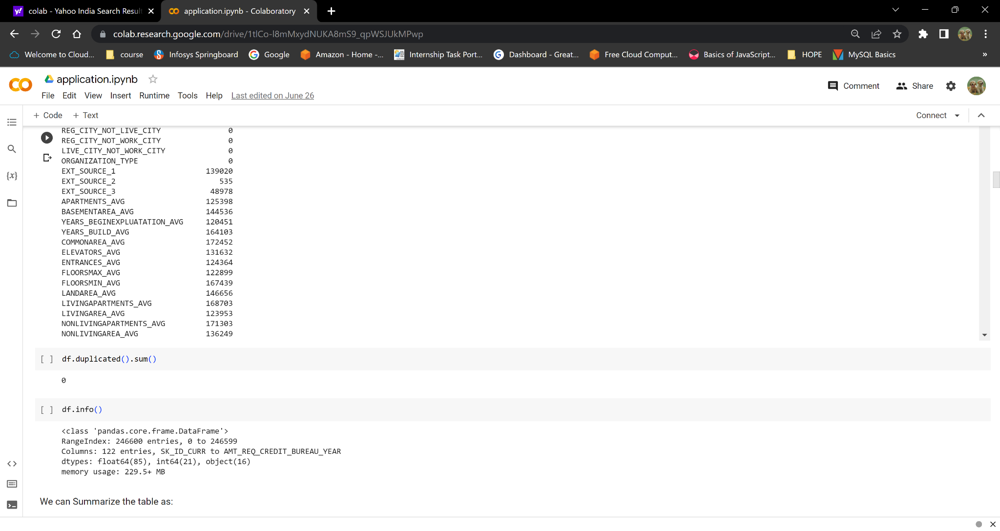 colab - Yahoo India Search Result
application.ipynb - Colaboratory
colab.research.google.com/drive/1tlCo-I8mMxydNUKA8mS9_qpWSJUkMPwp
Welcome to Cloud...
course
Infosys Springboard
Google
Amazon - Home -...
Internship Task Port...
Dashboard - Great...
Free Cloud Comput...
Basics of JavaScript...
HOPE
MySQL Basics
»
application.ipynb
Comment
Share
File Edit View Insert Runtime Tools Help Last edited on June 26
+ Code + Text
Connect
REG_CITY_NOT_LIVE_CITY 0
REG_CITY_NOT_WORK_CITY 0
LIVE_CITY_NOT_WORK_CITY 0
ORGANIZATION_TYPE 0
EXT_SOURCE_1 139020
EXT_SOURCE_2 535
EXT_SOURCE_3 48978
APARTMENTS_AVG 125398
BASEMENTAREA_AVG 144536
YEARS_BEGINEXPLUATATION_AVG 120451
YEARS_BUILD_AVG 164103
COMMONAREA_AVG 172452
ELEVATORS_AVG 131632
ENTRANCES_AVG 124364
FLOORSMAX_AVG 122899
FLOORSMIN_AVG 167439
LANDAREA_AVG 146656
LIVINGAPARTMENTS_AVG 168703
LIVINGAREA_AVG 123953
NONLIVINGAPARTMENTS_AVG 171303
NONLIVINGAREA_AVG 136249
[ ] df.duplicated().sum()
0
[ ] df.info()
<class 'pandas.core.frame.DataFrame'>
RangeIndex: 246600 entries, 0 to 246599
Columns: 122 entries, SK_ID_CURR to AMT_REQ_CREDIT_BUREAU_YEAR
dtypes: float64(85), int64(21), object(16)
memory usage: 229.5+ MB
We can Summarize the table as: